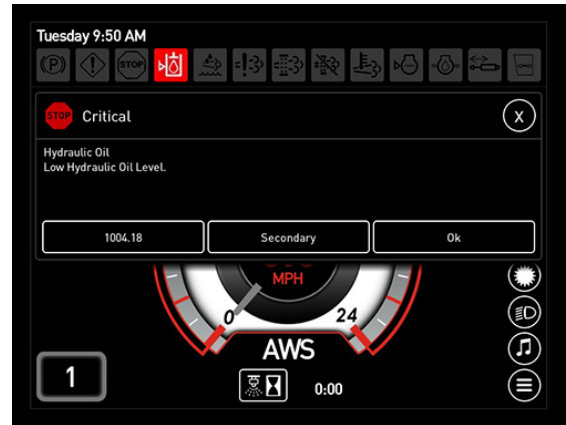 Tuesday 9:50 AM
(P)
STOP
STOP Critical
X
Hydraulic Oil
Low Hydraulic Oil Level.
1004.18
Secondary
Ok
MPH
0
24
AWS
1
0:00